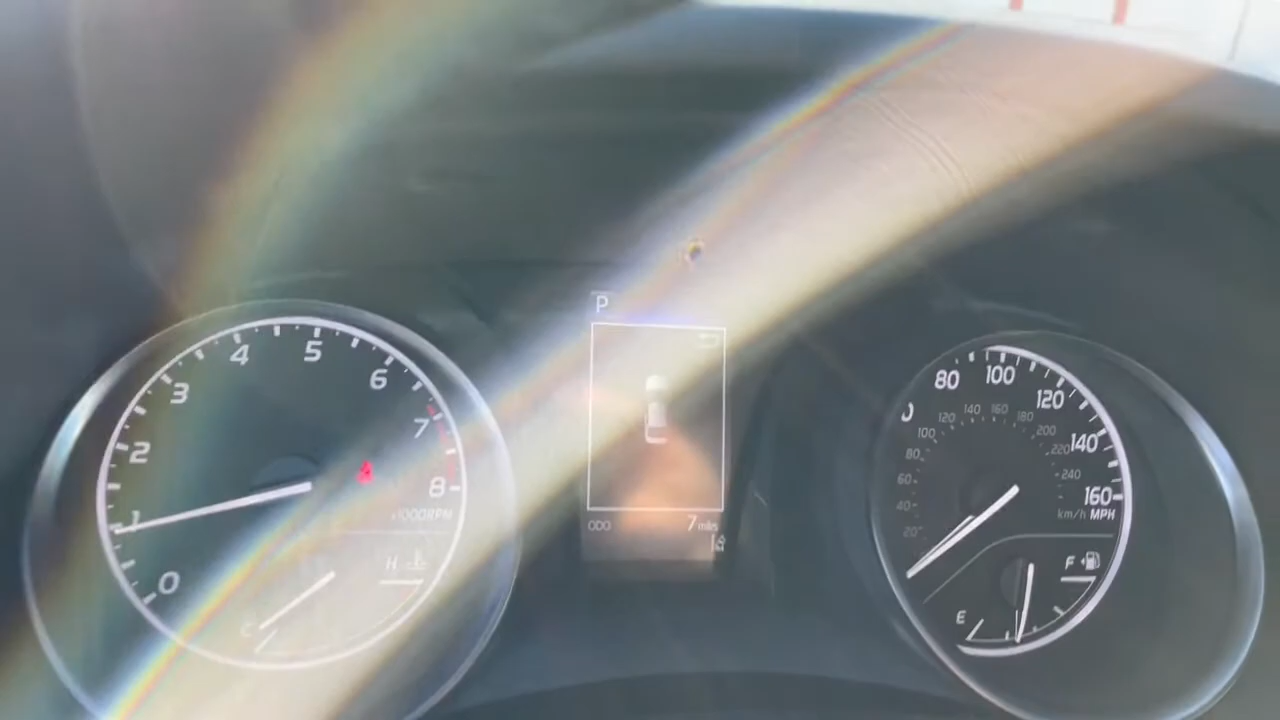 P
ODO 7 miles
0 1 2 3 4 5 6 7 8
x1000RPM
H
C
80 100 120 140 160
km/h MPH
20 40 60 80 100 120 140 160 180 200 220 240
F
E